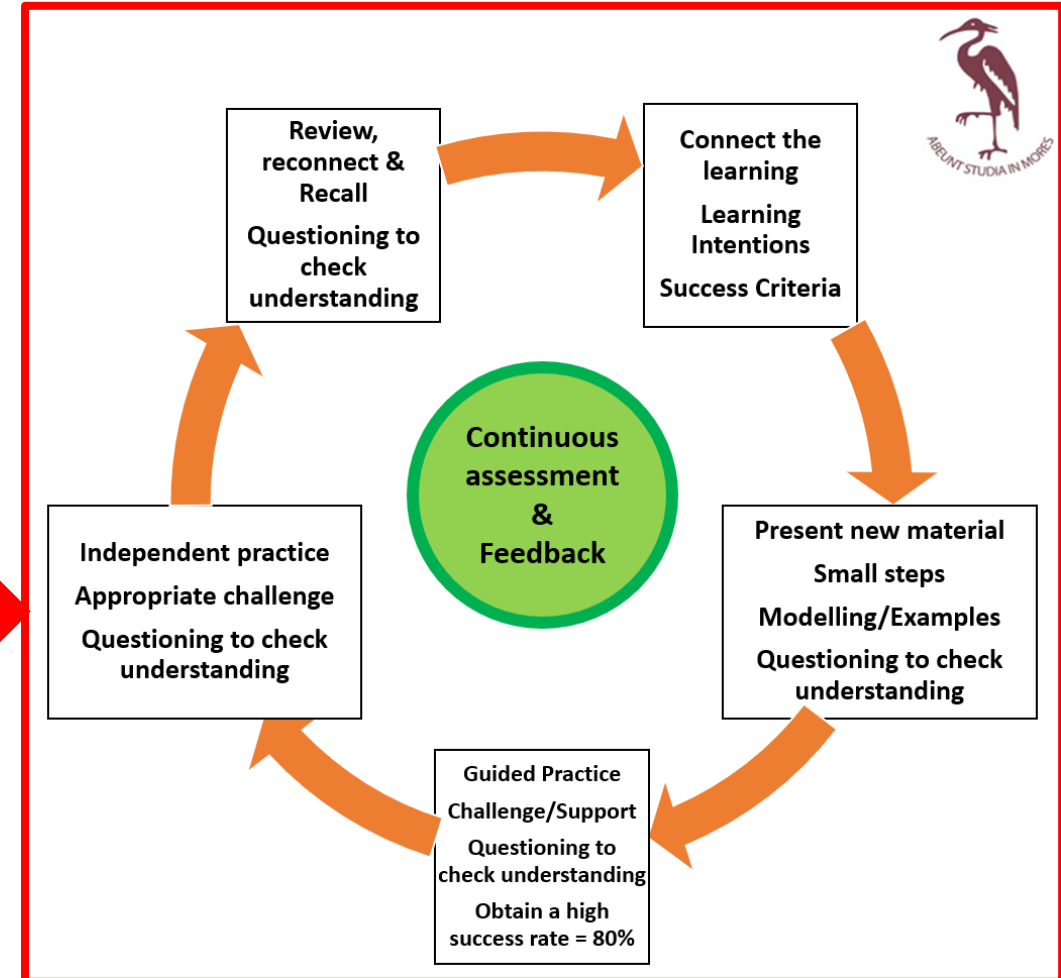 Review,
reconnect &
Recall
Questioning to
check
understanding
Connect the
learning
Learning
Intentions
Success Criteria
ABEUNT STUDIA IN MORES
Continuous
assessment
&
Feedback
Present new material
Small steps
Modelling/Examples
Questioning to check
understanding
Independent practice
Appropriate challenge
Questioning to check
understanding
Guided Practice
Challenge/Support
Questioning to
check understanding
Obtain a high
success rate = 80%